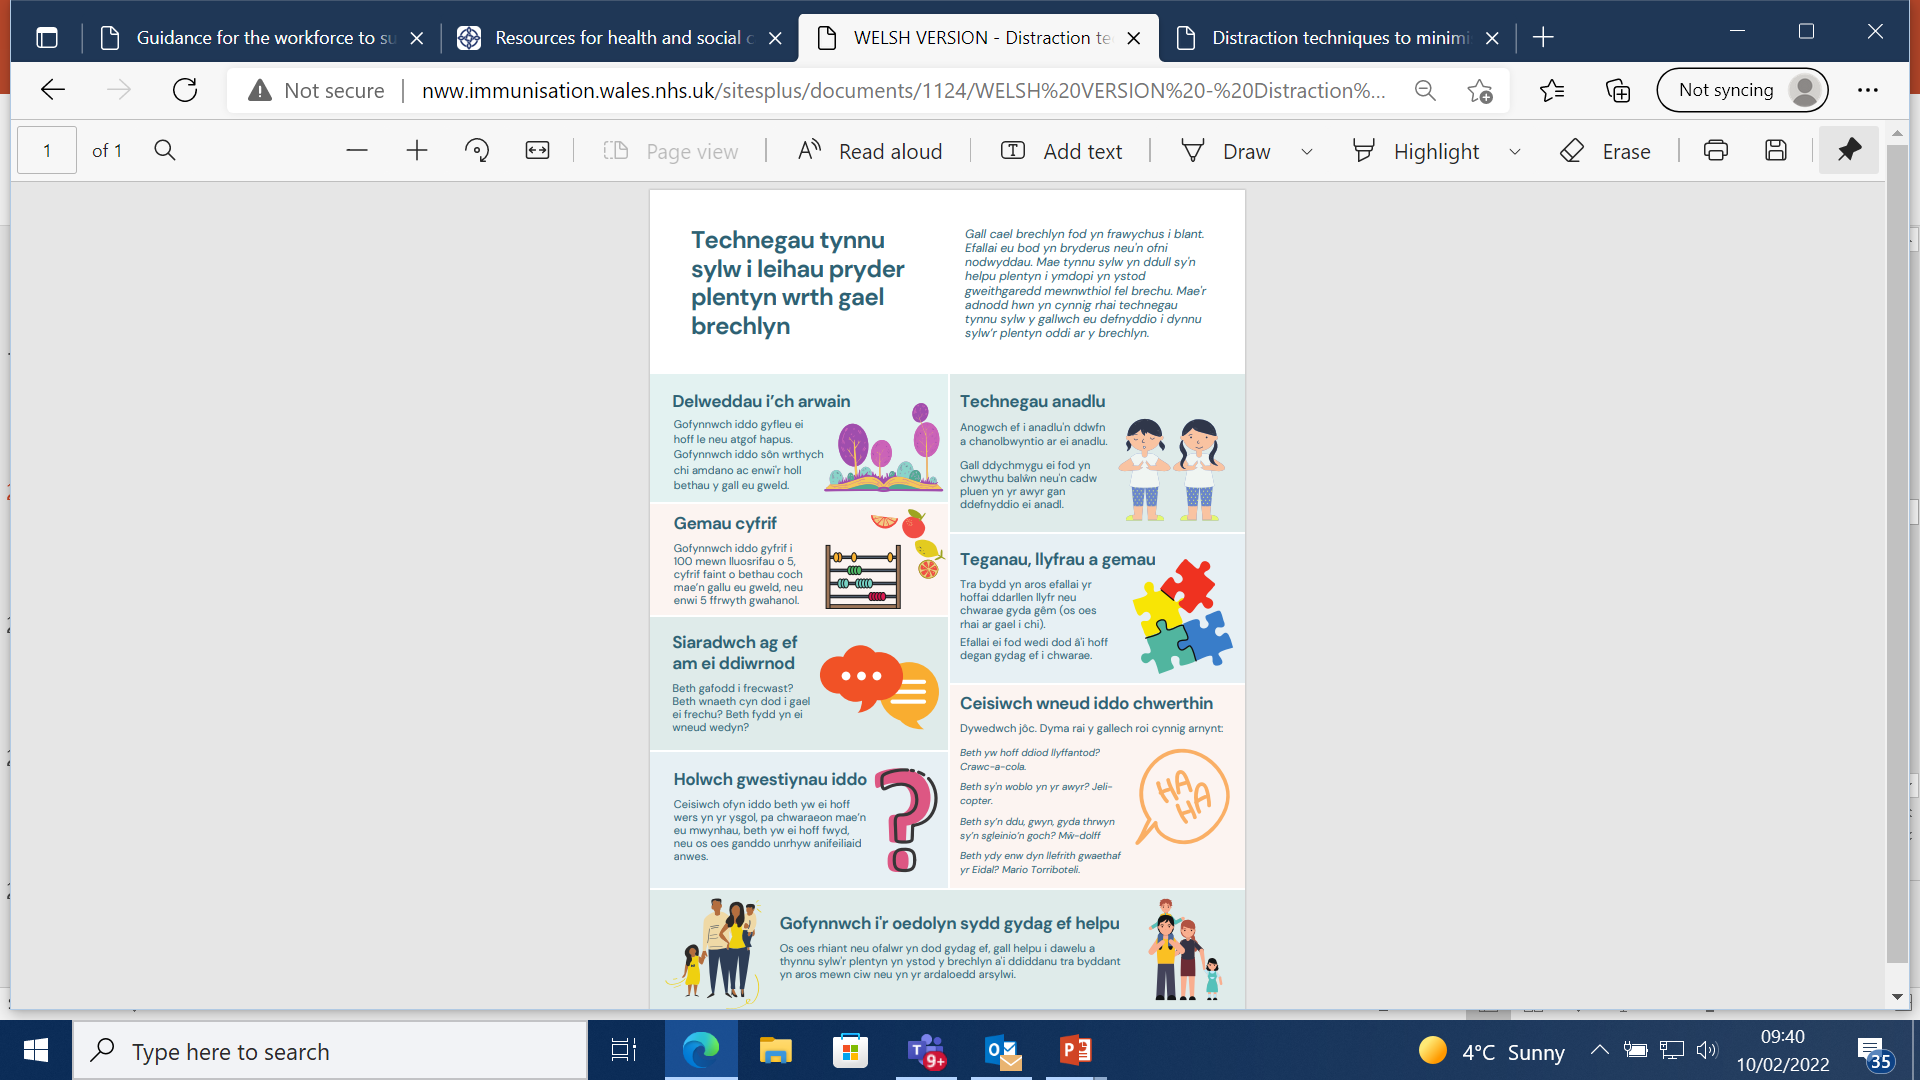 Guidance for the workforce to su
Resources for health and social c
WELSH VERSION - Distraction te
Distraction techniques to minimi
Not secure
nww.immunisation.wales.nhs.uk/sitesplus/documents/1124/WELSH%20VERSION%20-%20Distraction%...
Not syncing
1
of 1
Page view
Read aloud
Add text
Draw
Highlight
Erase
Technegau tynnu
sylw i leihau pryder
plentyn wrth gael
brechlyn
Gall cael brechlyn fod yn frawychus i blant.
Efallai eu bod yn bryderus neu'n ofni
nodwyddau. Mae tynnu sylw yn ddull sy'n
helpu plentyn i ymdopi yn ystod
gweithgaredd mewnwthiol fel brechu. Mae'r
adnodd hwn yn cynnig rhai technegau
tynnu sylw y gallwch eu defnyddio i dynnu
sylw'r plentyn oddi ar y brechlyn.
Delweddau i'ch arwain
Gofynnwch iddo gyfleu ei
hoff le neu atgof hapus.
Gofynnwch iddo sôn wrthych
chi amdano ac enwi'r holl
bethau y gall eu gweld.
Gemau cyfrif
Gofynnwch iddo gyfrif i
100 mewn lluosrifau o 5,
cyfrif faint o bethau coch
mae'n gallu eu gweld, neu
enwi 5 ffrwyth gwahanol.
Siaradwch ag ef
am ei ddiwrnod
Beth gafodd i frecwast?
Beth wnaeth cyn dod i gael
ei frechu? Beth fydd yn ei
wneud wedyn?
Holwch gwestiynau iddo
Ceisiwch ofyn iddo beth yw ei hoff
wers yn yr ysgol, pa chwaraeon mae'n
eu mwynhau, beth yw ei hoff fwyd,
neu os oes ganddo unrhyw anifeiliaid
anwes.
Technegau anadlu
Anogwch ef i anadlu'n ddwfn
a chanolbwyntio ar ei anadlu.
Gall ddychmygu ei fod yn
chwythu balŵn neu'n cadw
pluen yn yr awyr gan
ddefnyddio ei anadl.
Teganau, llyfrau a gemau
Tra bydd yn aros efallai yr
hoffai ddarllen llyfr neu
chwarae gyda gêm (os oes
rhai ar gael i chi).
Efallai ei fod wedi dod â'i hoff
degan gydag ef i chwarae.
Ceisiwch wneud iddo chwerthin
Dywedwch jôc. Dyma rai y gallech roi cynnig arnynt:
Beth yw hoff ddiod llyffantod?
Crawc-a-cola.
Beth sy'n woblo yn yr awyr? Jeli-
copter.
Beth sy'n ddu, gwyn, gyda thrwyn
sy'n sgleinio'n goch? Mŵ-dolff
Beth ydy enw dyn llefrith gwaethaf
yr Eidal? Mario Torriboteli.
HA
HA
HA
Gofynnwch i'r oedolyn sydd gydag ef helpu
Os oes rhiant neu ofalwr yn dod gydag ef, gall helpu i dawelu a
thynnu sylw'r plentyn yn ystod y brechlyn a'i ddiddanu tra byddant
yn aros mewn ciw neu yn yr ardaloedd arsylwi.
Type here to search
9+
4°C Sunny
09:40
10/02/2022
35